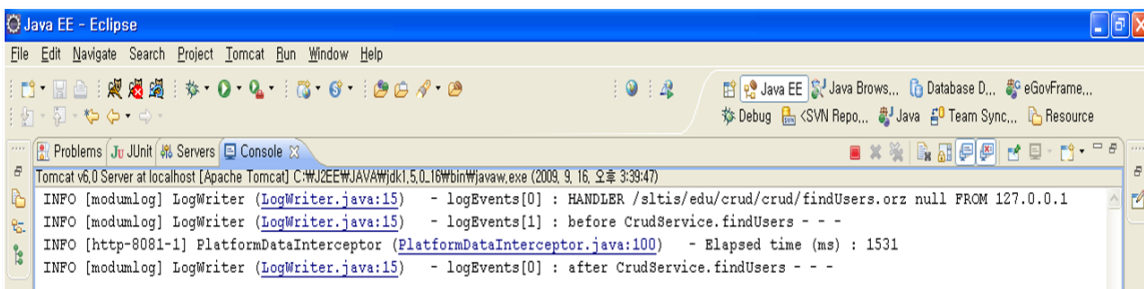 Java EE - Eclipse
File Edit Navigate Search Project Tomcat Run Window Help
Java EE Java Brows... Database D... eGovFrame...
Debug <SVN Repo... Java Team Sync... Resource
Problems JUnit Servers Console
Tomcat v6.0 Server at localhost [Apache Tomcat] C:₩J2EE₩JAVA₩jdk1.5.0_16₩bin₩javaw.exe (2009. 9. 16. 오후 3:39:47)
INFO [modumlog] LogWriter (LogWriter.java:15) - logEvents[0] : HANDLER /sltis/edu/crud/crud/findUsers.orz null FROM 127.0.0.1
INFO [modumlog] LogWriter (LogWriter.java:15) - logEvents[1] : before CrudService.findUsers - - -
INFO [http-8081-1] PlatformDataInterceptor (PlatformDataInterceptor.java:100) - Elapsed time (ms) : 1531
INFO [modumlog] LogWriter (LogWriter.java:15) - logEvents[0] : after CrudService.findUsers - - -